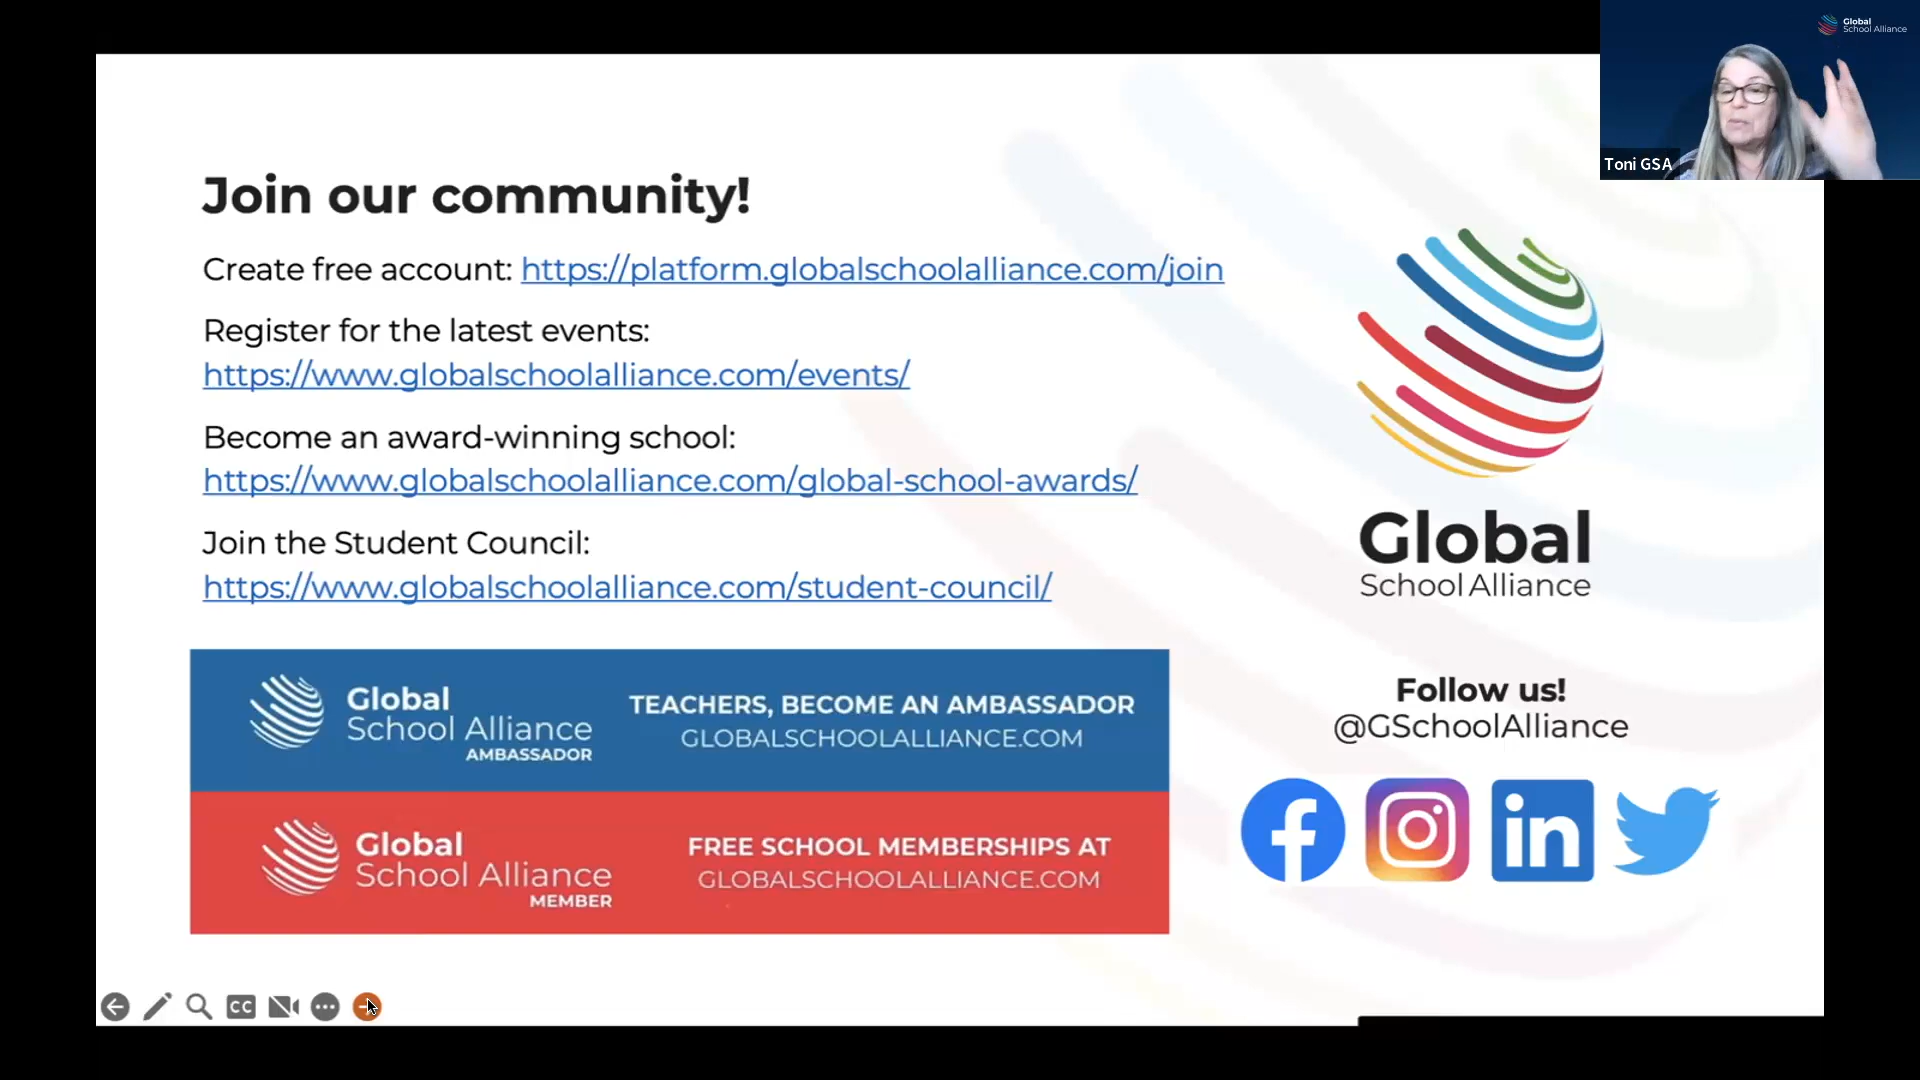 Global
School Alliance
Toni GSA
Join our community!
Create free account: https://platform.globalschoolalliance.com/join
Register for the latest events:
https://www.globalschoolalliance.com/events/
Become an award-winning school:
https://www.globalschoolalliance.com/global-school-awards/
Join the Student Council:
https://www.globalschoolalliance.com/student-council/
Global
School Alliance
Global
School Alliance
AMBASSADOR
TEACHERS, BECOME AN AMBASSADOR
GLOBALSCHOOLALLIANCE.COM
Global
School Alliance
MEMBER
FREE SCHOOL MEMBERSHIPS AT
GLOBALSCHOOLALLIANCE.COM
Follow us!
@GSchoolAlliance
f
in
CC